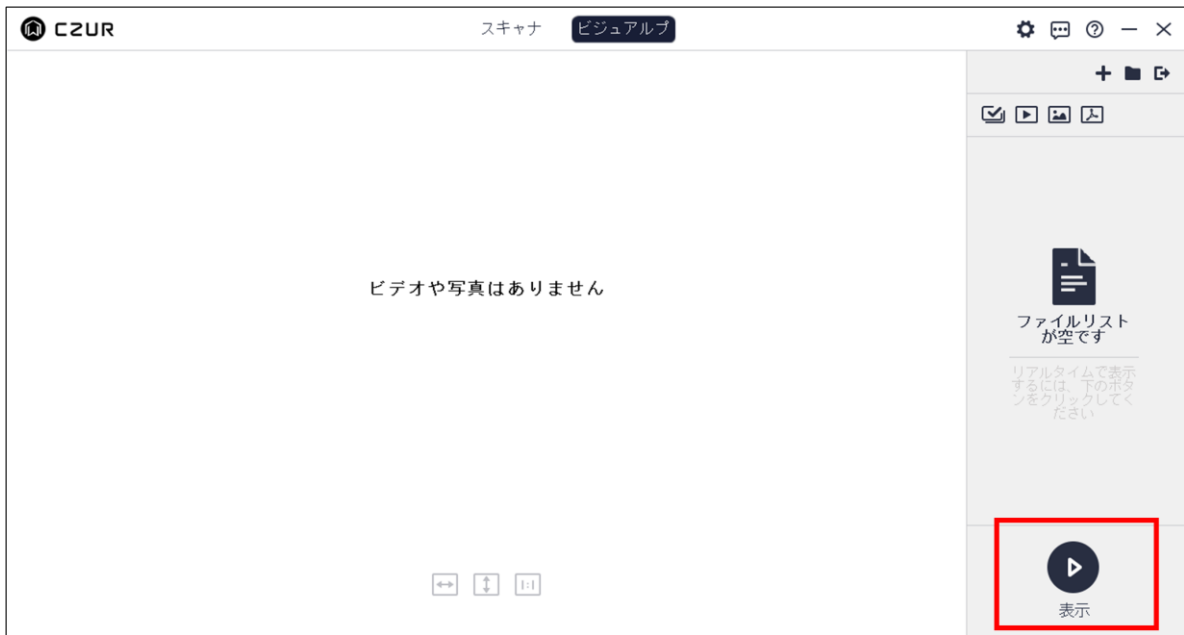 CZUR
スキャナ
ビジュアルプ
ビデオや写真はありません
ファイルリスト
が空です
リアルタイムで表示
するには、下のボタ
ンをクリックしてく
ださい
表示